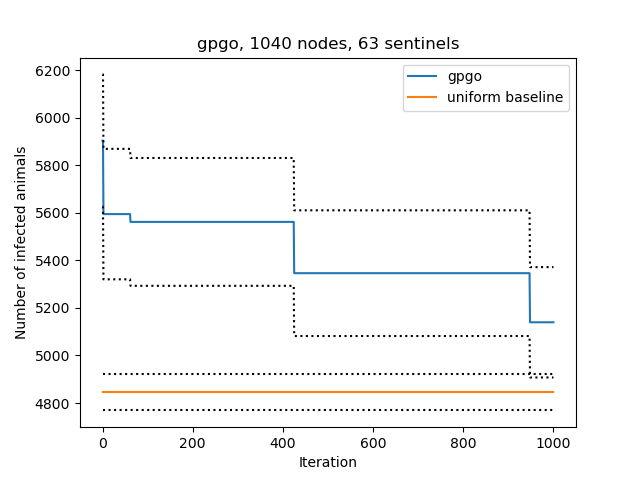 gpgo, 1040 nodes, 63 sentinels
gpgo
uniform baseline
Number of infected animals
6200
6000
5800
5600
5400
5200
5000
4800
0 200 400 600 800 1000
Iteration